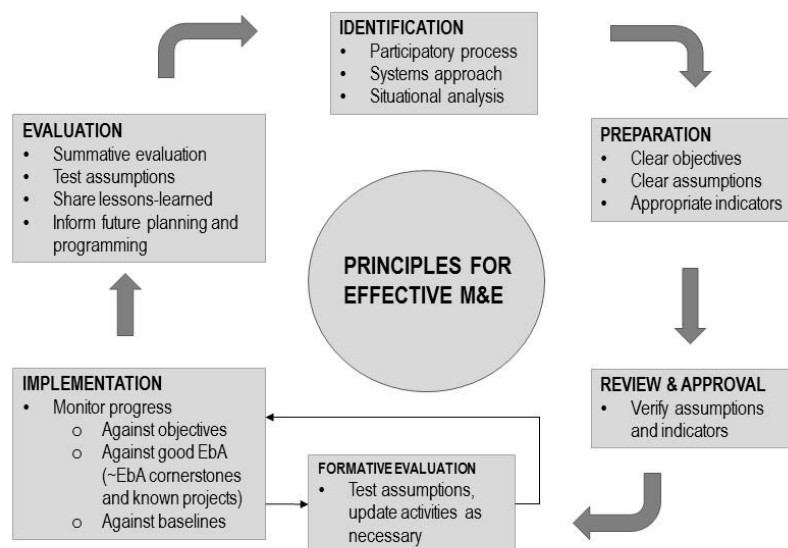 IDENTIFICATION
• Participatory process
• Systems approach
• Situational analysis
PREPARATION
• Clear objectives
• Clear assumptions
• Appropriate indicators
REVIEW & APPROVAL
• Verify assumptions
and indicators
FORMATIVE EVALUATION
• Test assumptions,
update activities as
necessary
IMPLEMENTATION
• Monitor progress
o Against objectives
o Against good EbA
(~EbA cornerstones
and known projects)
o Against baselines
EVALUATION
• Summative evaluation
• Test assumptions
• Share lessons-learned
• Inform future planning and
programming
PRINCIPLES FOR
EFFECTIVE M&E